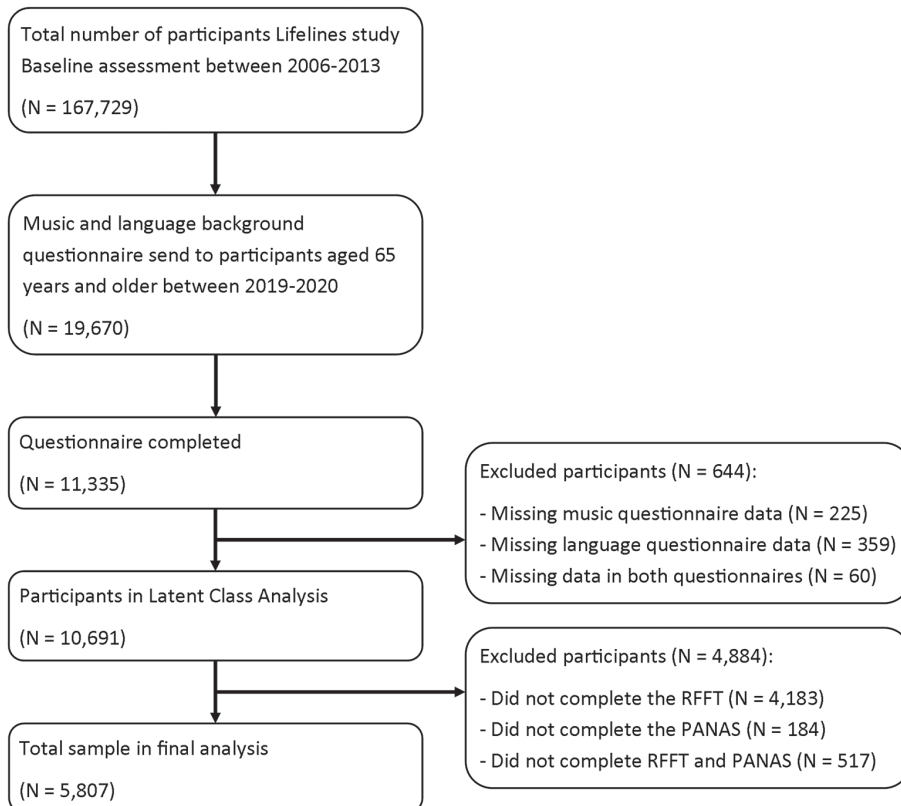 Total number of participants Lifelines study
Baseline assessment between 2006-2013
(N = 167,729)
Music and language background
questionnaire send to participants aged 65
years and older between 2019-2020
(N = 19,670)
Questionnaire completed
(N = 11,335)
Excluded participants (N = 644):
- Missing music questionnaire data (N = 225)
- Missing language questionnaire data (N = 359)
- Missing data in both questionnaires (N = 60)
Participants in Latent Class Analysis
(N = 10,691)
Excluded participants (N = 4,884):
- Did not complete the RFFT (N = 4,183)
- Did not complete the PANAS (N = 184)
- Did not complete RFFT and PANAS (N = 517)
Total sample in final analysis
(N = 5,807)